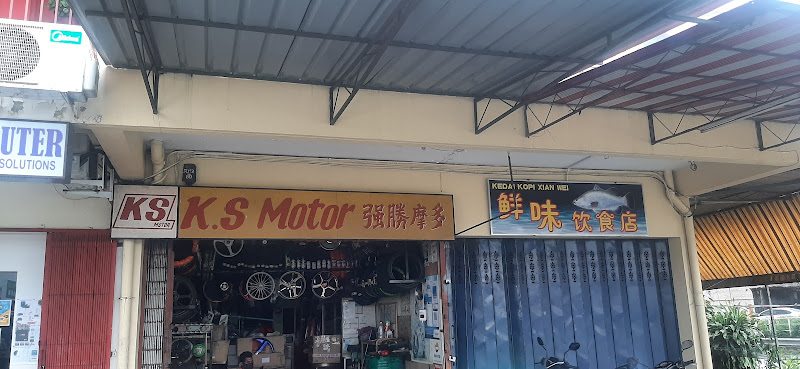 UTER
SOLUTIONS
KS
MOTOR
K.S Motor 强勝摩多
KEDAI KOPI XIAN WEI
鲜味饮食店